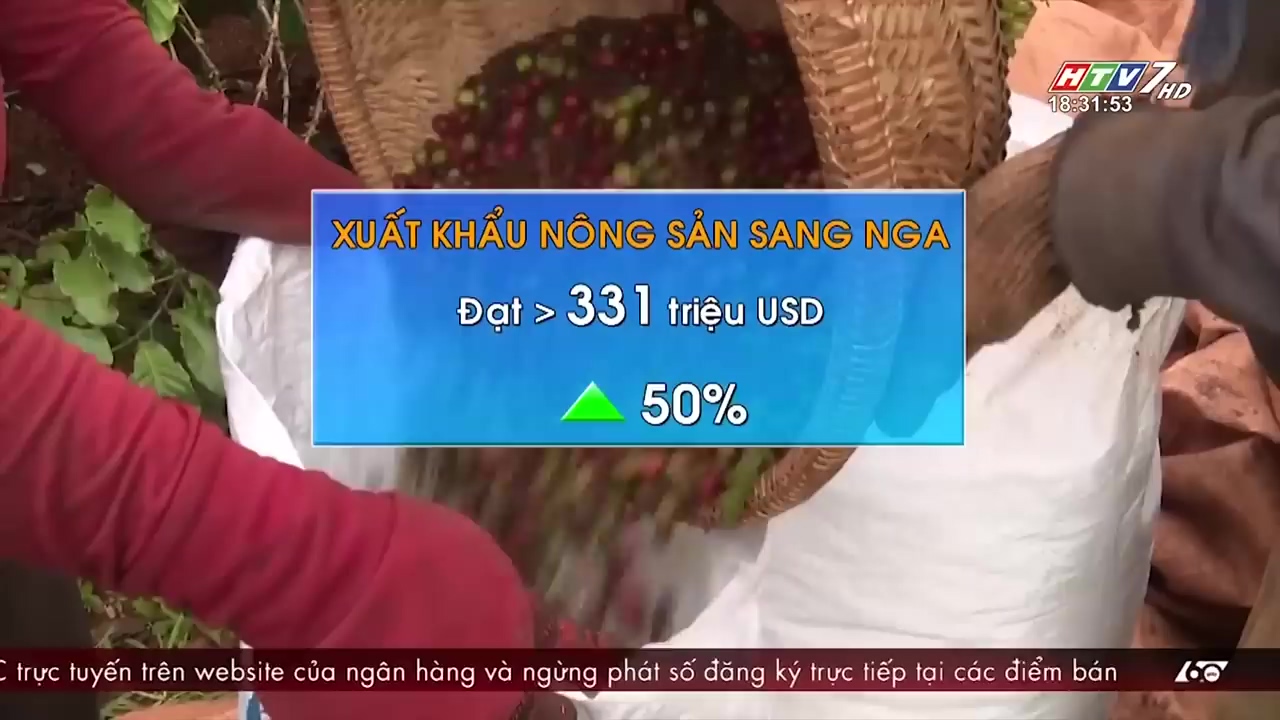 HTV7 HD
18:31:53
XUẤT KHẨU NÔNG SẢN SANG NGA
Đạt > 331 triệu USD
50%
C trực tuyến trên website của ngân hàng và ngừng phát số đăng ký trực tiếp tại các điểm bán
60